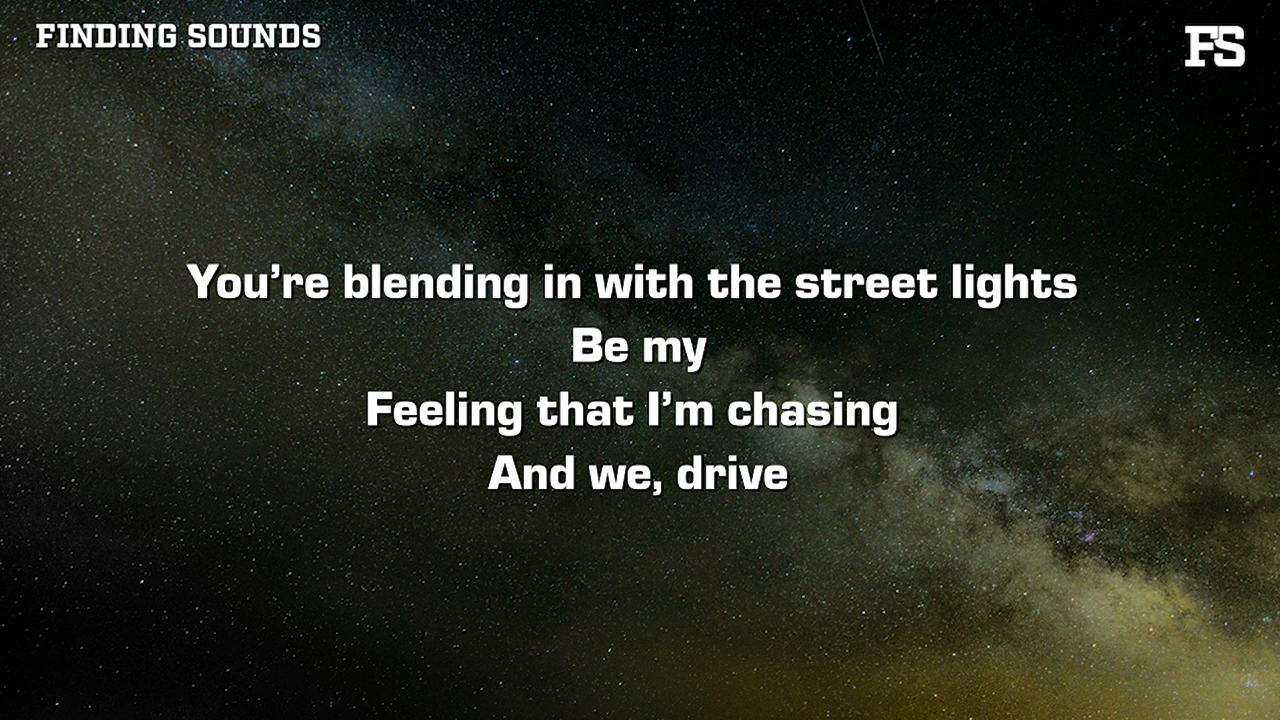 FINDING SOUNDS
FS
You’re blending in with the street lights
Be my
Feeling that I’m chasing
And we, drive